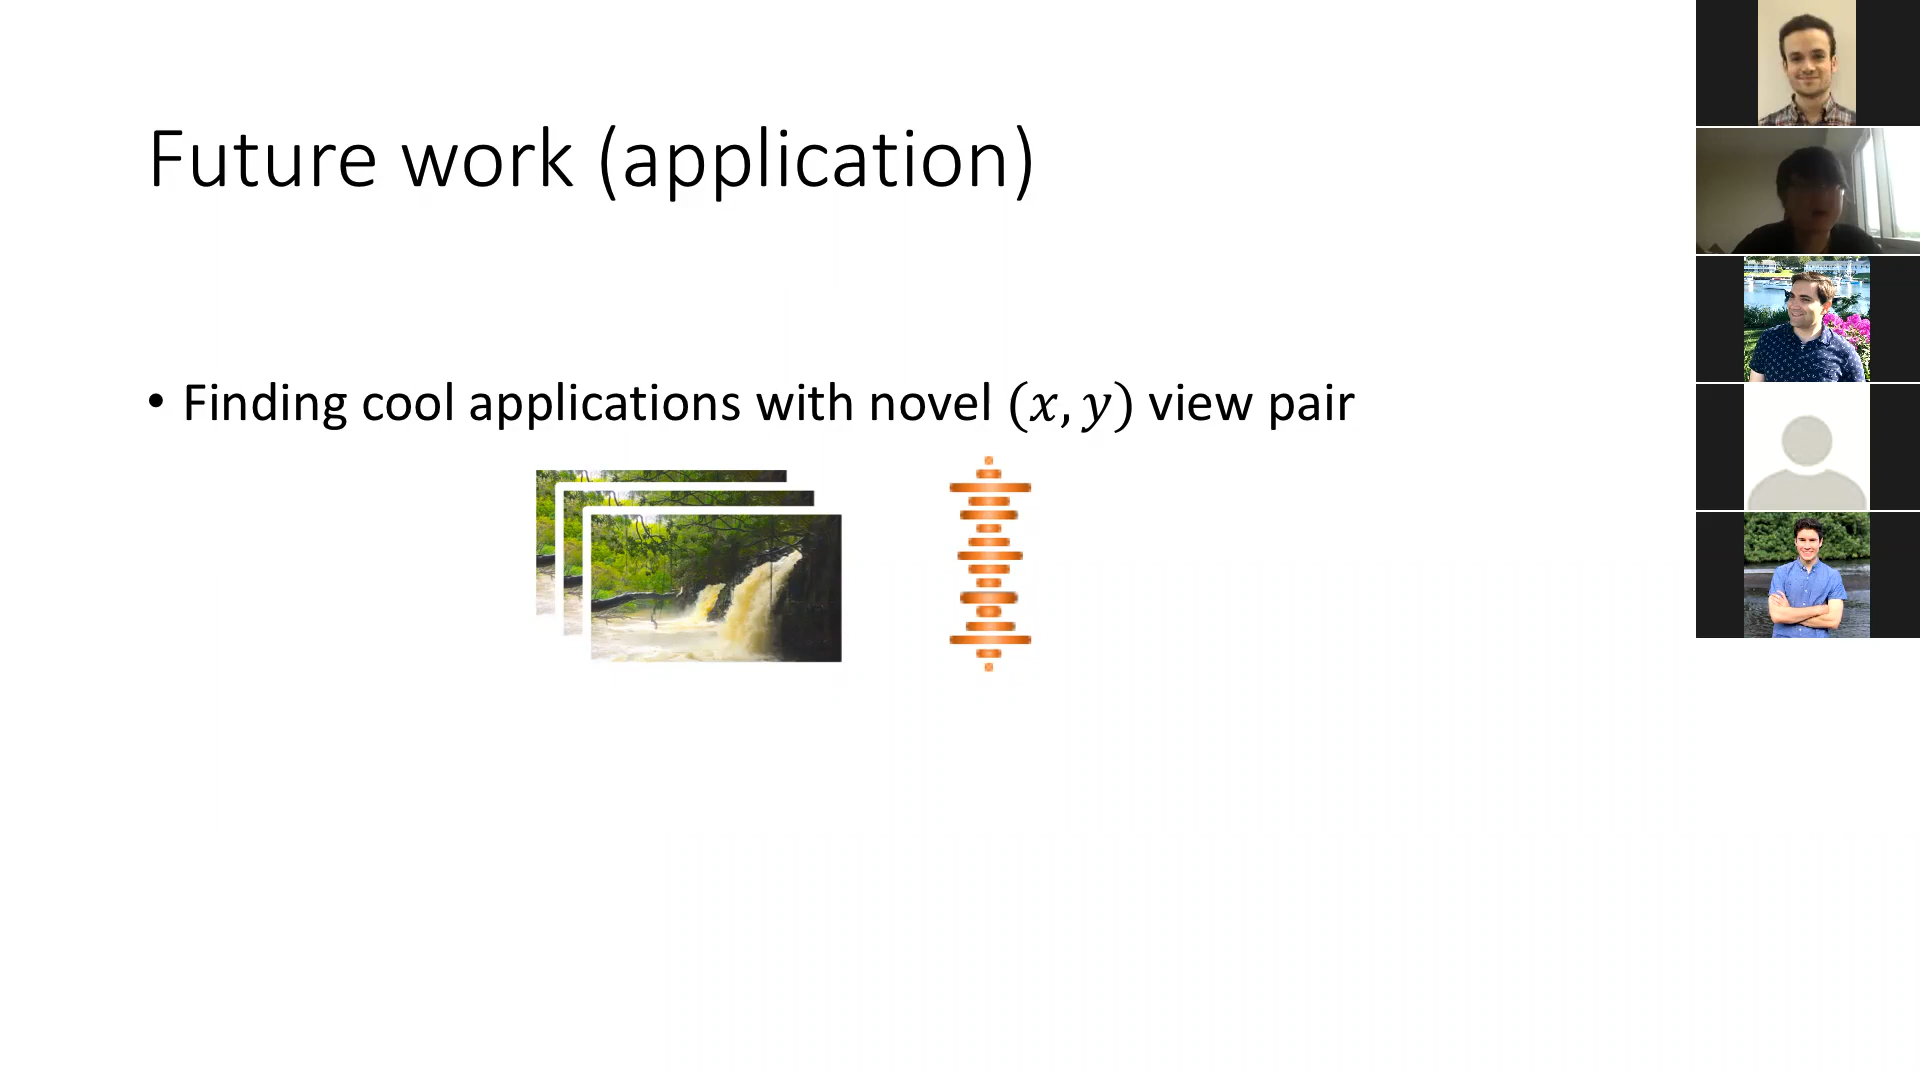 Future work (application)
• Finding cool applications with novel (x, y) view pair